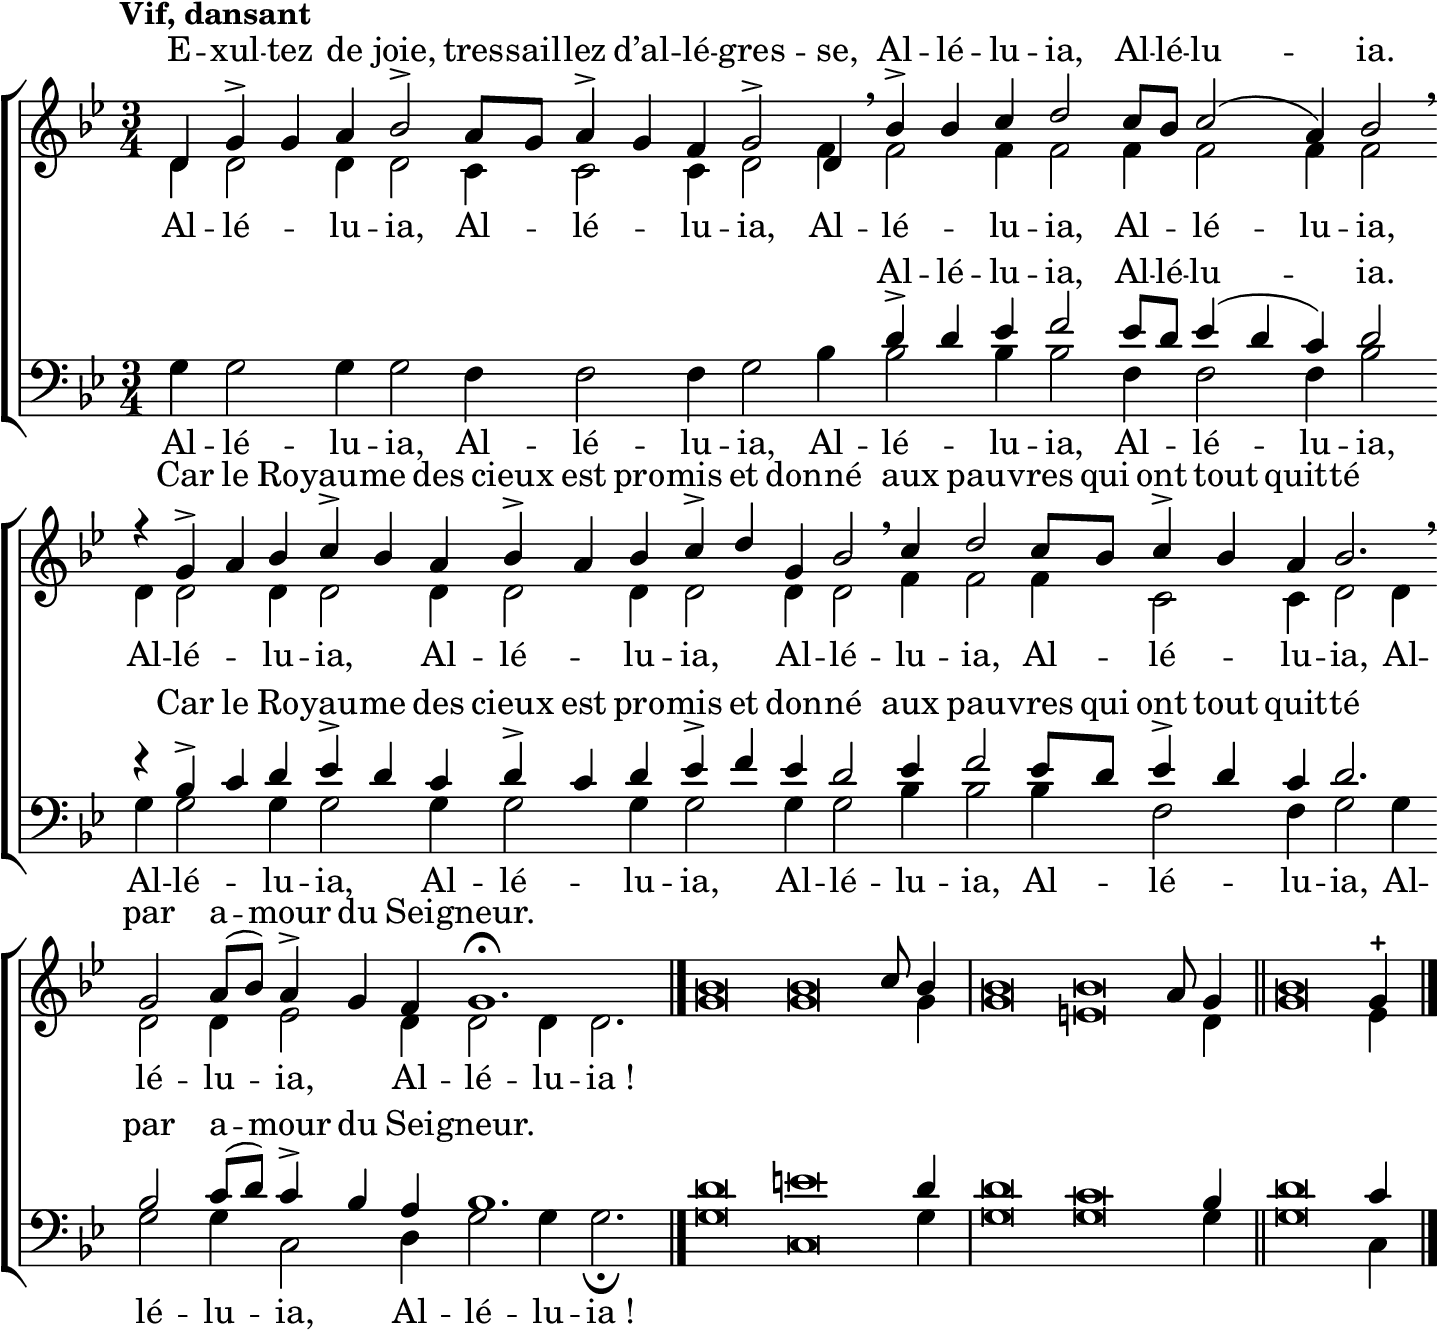 Vif, dansant
E -- xul -- tez de joie, tressaillez d’al -- lé -- gres -- se, Al -- lé -- lu -- ia, Al -- lé -- lu -- ia.
3 4
Al -- lé -- lu -- ia, Al -- lé -- lu -- ia, Al -- lé -- lu -- ia, Al -- lé -- lu -- ia,
Al -- lé -- lu -- ia, Al -- lé -- lu -- ia.
3 4
Al -- lé -- lu -- ia, Al -- lé -- lu -- ia, Al -- lé -- lu -- ia, Al -- lé -- lu -- ia,
Car le Royaume des cieux est promis et donné aux pauvres qui ont tout quitté
Al -- lé -- lu -- ia, Al -- lé -- lu -- ia, Al -- lé -- lu -- ia, Al -- lé -- lu -- ia, Al --
Car le Royaume des cieux est promis et donné aux pauvres qui ont tout quitté
Al -- lé -- lu -- ia, Al -- lé -- lu -- ia, Al -- lé -- lu -- ia, Al -- lé -- lu -- ia, Al --
par a -- mour du Seigneur.
lé -- lu -- ia, Al -- lé -- lu -- ia !
par a -- mour du Seigneur.
lé -- lu -- ia, Al -- lé -- lu -- ia !